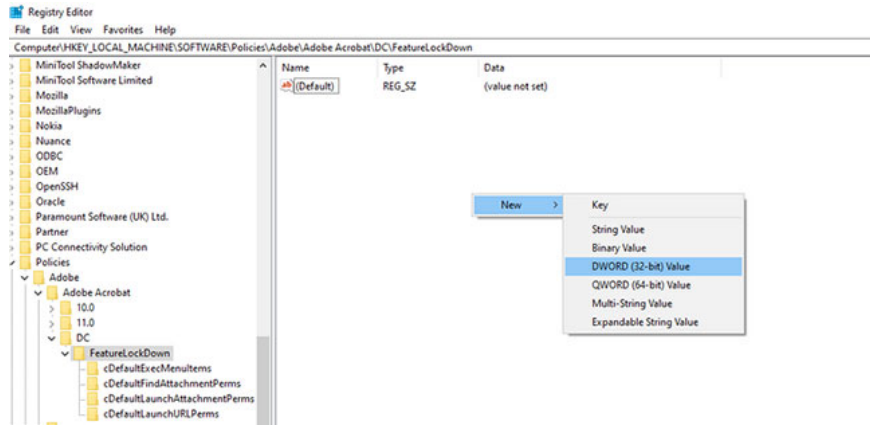 Registry Editor
File Edit View Favorites Help
Computer\HKEY_LOCAL_MACHINE\SOFTWARE\Policies\Adobe\Adobe Acrobat\DC\FeatureLockDown
MiniTool ShadowMaker
MiniTool Software Limited
Mozilla
MozillaPlugins
Nokia
Nuance
ODBC
OEM
OpenSSH
Oracle
Paramount Software (UK) Ltd.
Partner
PC Connectivity Solution
Policies
Adobe
Adobe Acrobat
10.0
11.0
DC
FeatureLockDown
cDefaultExecMenuItems
cDefaultFindAttachmentPerms
cDefaultLaunchAttachmentPerms
cDefaultLaunchURLPerms
Name Type Data
ab (Default) REG_SZ (value not set)
New
Key
String Value
Binary Value
DWORD (32-bit) Value
QWORD (64-bit) Value
Multi-String Value
Expandable String Value